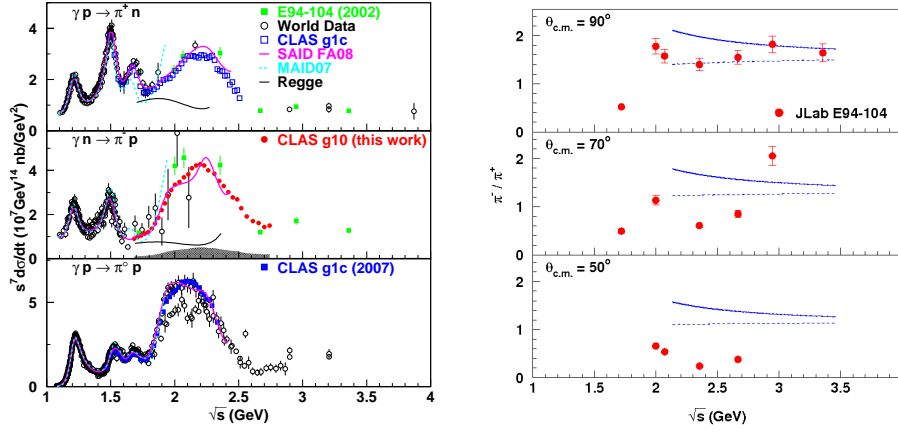 γ p → π⁺ n
E94-104 (2002)
World Data
CLAS g1c
SAID FA08
MAID07
Regge
6
4
2
0
γ n → π⁻ p
CLAS g10 (this work)
4
2
0
γ p → π° p
CLAS g1c (2007)
5
0
s⁷dσ/dt (10⁷GeV¹⁴ nb/GeV²)
1 1.5 2 2.5 3 3.5 4
√s (GeV)
θc.m. = 90°
JLab E94-104
3
2
1
0
θc.m. = 70°
2
1
0
θc.m. = 50°
2
1
0
π⁻ / π⁺
1 1.5 2 2.5 3 3.5 4
√s (GeV)